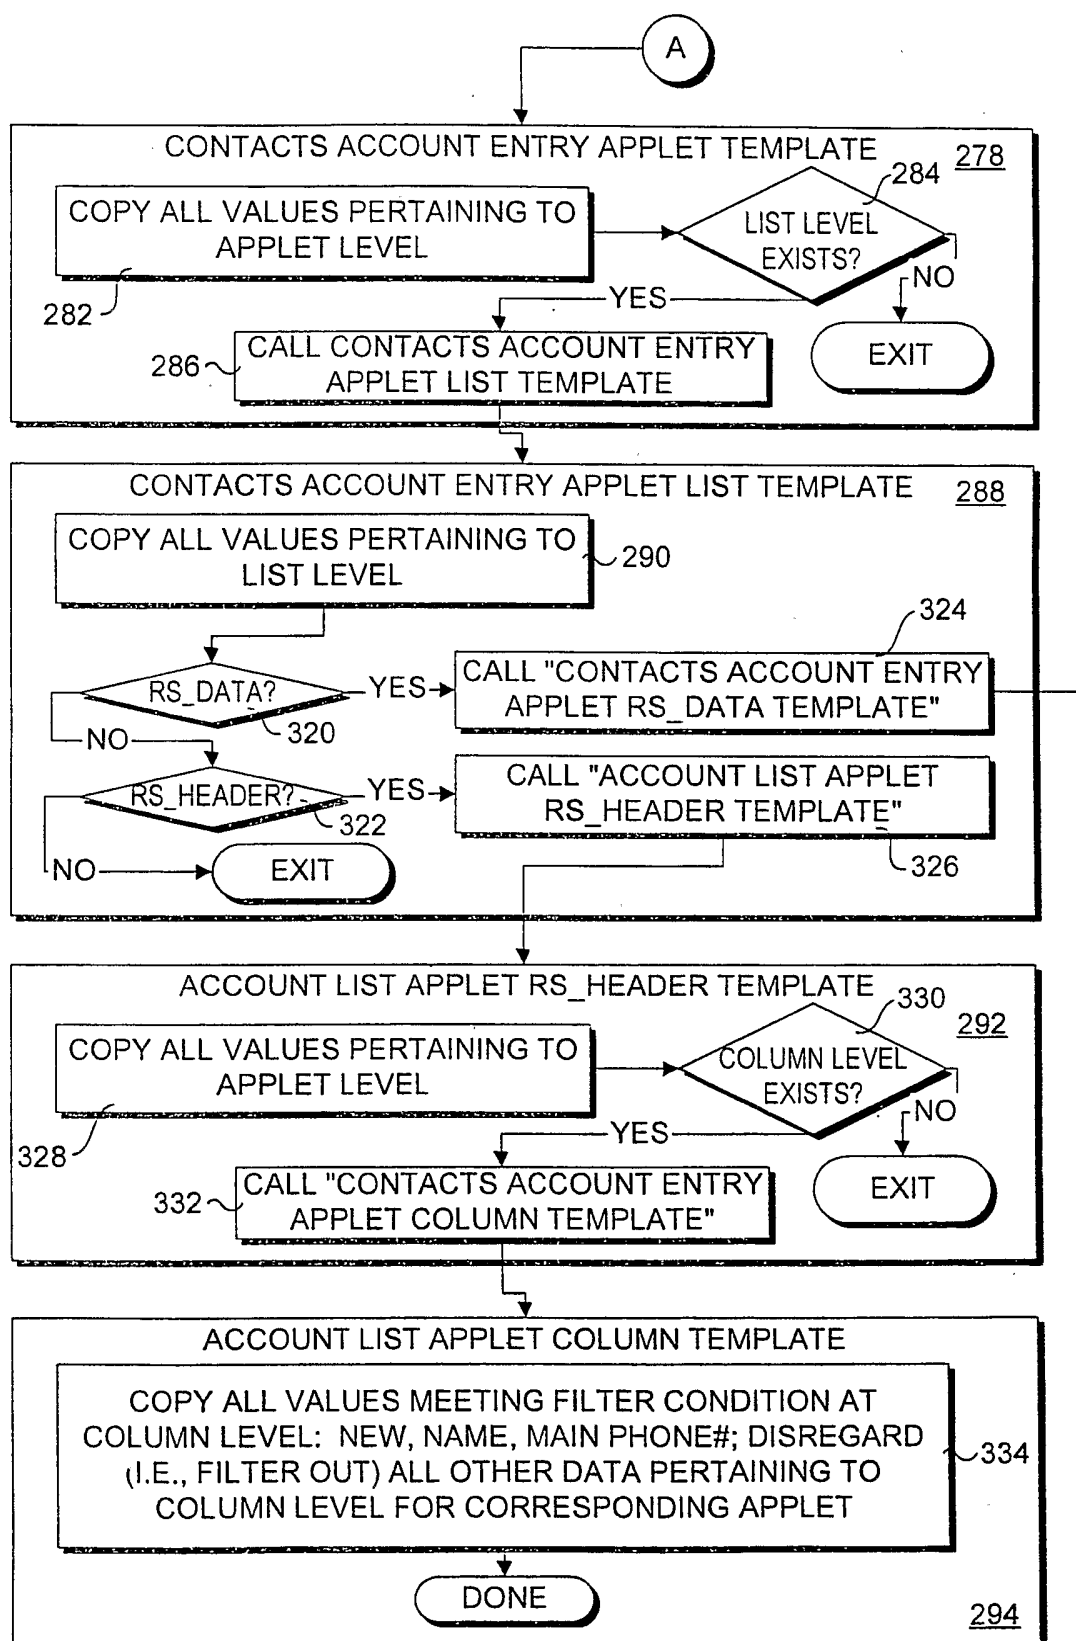 A
CONTACTS ACCOUNT ENTRY APPLET TEMPLATE
278
COPY ALL VALUES PERTAINING TO
APPLET LEVEL
282
284
LIST LEVEL
EXISTS?
NO
YES
EXIT
286
CALL CONTACTS ACCOUNT ENTRY
APPLET LIST TEMPLATE
CONTACTS ACCOUNT ENTRY APPLET LIST TEMPLATE
288
COPY ALL VALUES PERTAINING TO
LIST LEVEL
290
324
RS_DATA?
YES
320
CALL "CONTACTS ACCOUNT ENTRY
APPLET RS_DATA TEMPLATE"
NO
RS_HEADER?
YES
322
CALL "ACCOUNT LIST APPLET
RS_HEADER TEMPLATE"
326
NO
EXIT
ACCOUNT LIST APPLET RS_HEADER TEMPLATE
330
292
COPY ALL VALUES PERTAINING TO
APPLET LEVEL
328
COLUMN LEVEL
EXISTS?
NO
YES
EXIT
332
CALL "CONTACTS ACCOUNT ENTRY
APPLET COLUMN TEMPLATE"
ACCOUNT LIST APPLET COLUMN TEMPLATE
COPY ALL VALUES MEETING FILTER CONDITION AT
COLUMN LEVEL: NEW, NAME, MAIN PHONE#; DISREGARD
(I.E., FILTER OUT) ALL OTHER DATA PERTAINING TO
COLUMN LEVEL FOR CORRESPONDING APPLET
334
DONE
294